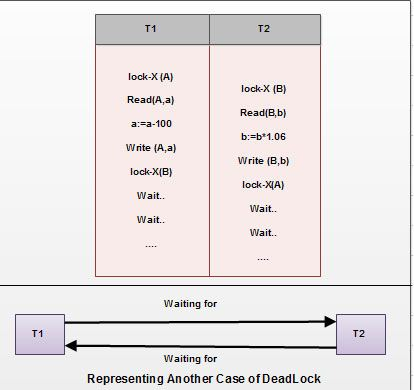 T1 T2
lock-X (A)
lock-X (B)
Read(A,a)
Read(B,b)
a:=a-100
b:=b*1.06
Write (A,a)
Write (B,b)
lock-X(B)
lock-X(A)
Wait..
Wait..
Wait..
Wait..
....
....
Waiting for
T1 T2
Waiting for
Representing Another Case of DeadLock